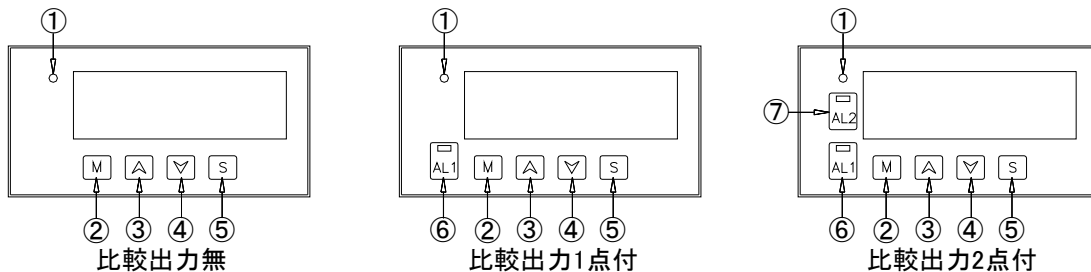 ① ① ①
⑦ AL2
AL1 AL1
M S M S M S
② ③ ④ ⑤ ⑥ ② ③ ④ ⑤ ⑥ ② ③ ④ ⑤
比較出力無 比較出力1点付 比較出力2点付